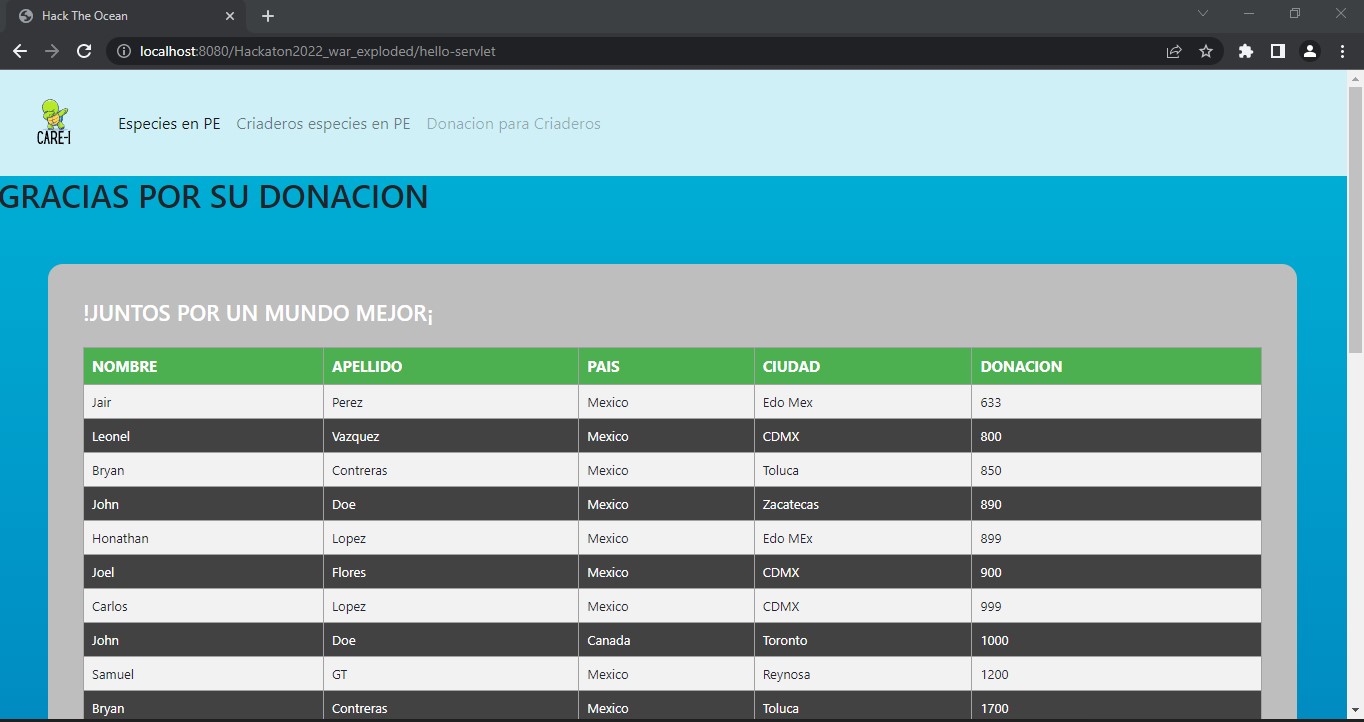 Hack The Ocean
localhost:8080/Hackaton2022_war_exploded/hello-servlet
CARE-I
Especies en PE Criaderos especies en PE Donacion para Criaderos
GRACIAS POR SU DONACION
!JUNTOS POR UN MUNDO MEJOR¡
NOMBRE APELLIDO PAIS CIUDAD DONACION
Jair Perez Mexico Edo Mex 633
Leonel Vazquez Mexico CDMX 800
Bryan Contreras Mexico Toluca 850
John Doe Mexico Zacatecas 890
Honathan Lopez Mexico Edo MEx 899
Joel Flores Mexico CDMX 900
Carlos Lopez Mexico CDMX 999
John Doe Canada Toronto 1000
Samuel GT Mexico Reynosa 1200
Bryan Contreras Mexico Toluca 1700